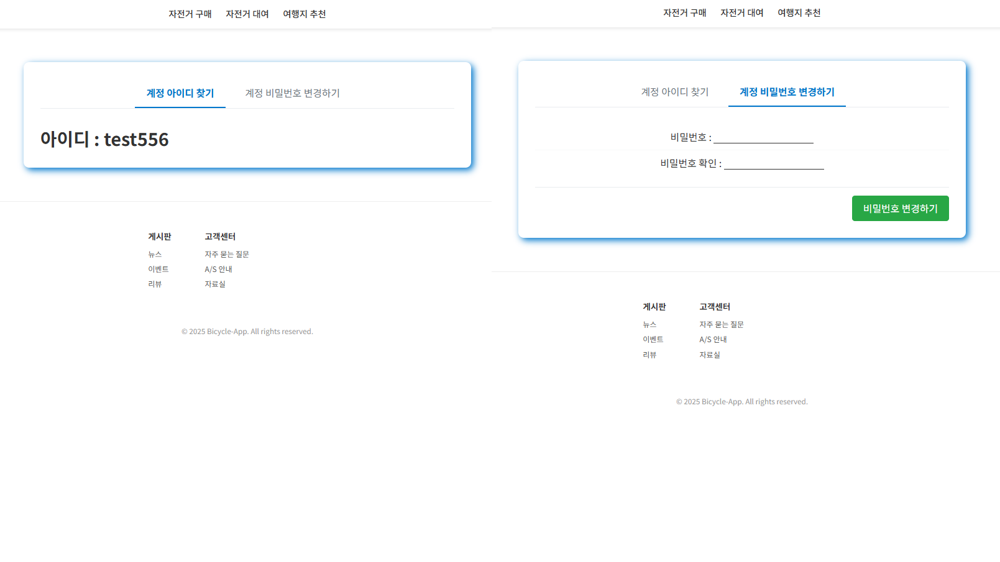 자전거 구매 자전거 대여 여행지 추천
계정 아이디 찾기 계정 비밀번호 변경하기
아이디 : test556
게시판 고객센터
뉴스 자주 묻는 질문
이벤트 A/S 안내
리뷰 자료실
© 2025 Bicycle-App. All rights reserved.
자전거 구매 자전거 대여 여행지 추천
계정 아이디 찾기 계정 비밀번호 변경하기
비밀번호 :
비밀번호 확인 :
비밀번호 변경하기
게시판 고객센터
뉴스 자주 묻는 질문
이벤트 A/S 안내
리뷰 자료실
© 2025 Bicycle-App. All rights reserved.